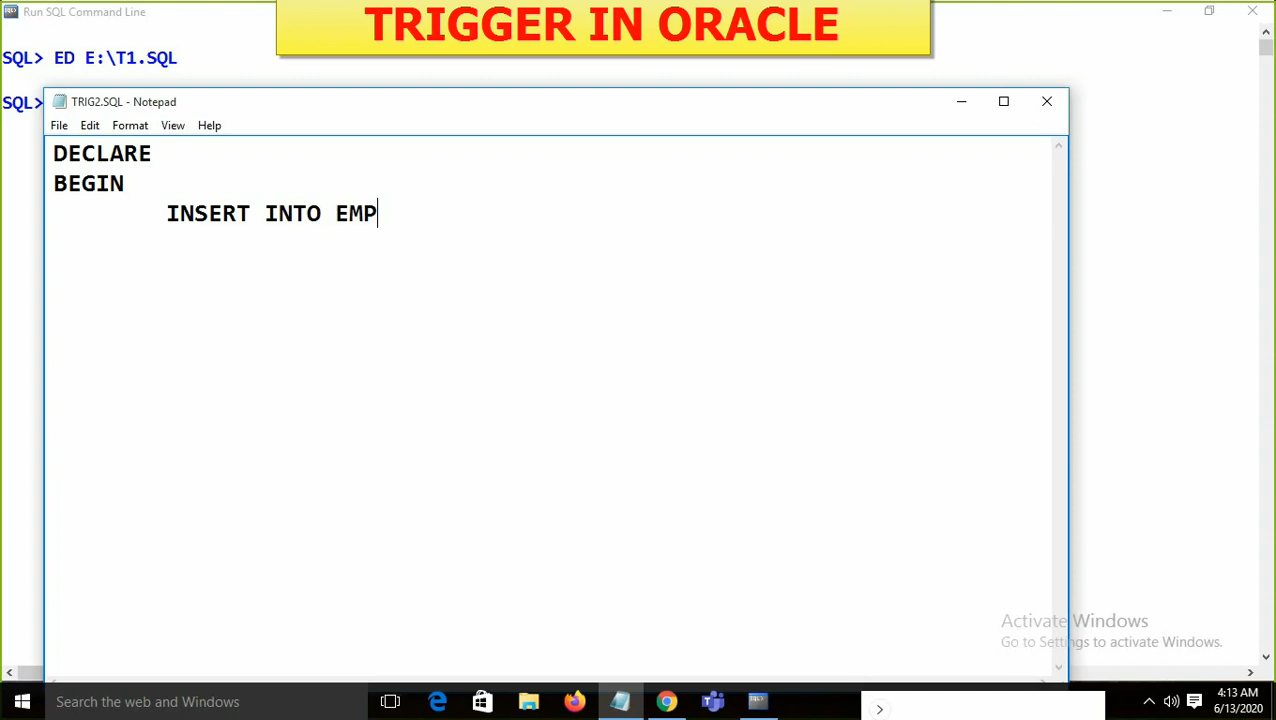 Run SQL Command Line
TRIGGER IN ORACLE
SQL> ED E:\T1.SQL
SQL>
TRIG2.SQL - Notepad
File Edit Format View Help
DECLARE
BEGIN
INSERT INTO EMP
Activate Windows
Go to Settings to activate Windows.
Search the web and Windows
4:13 AM
6/13/2020